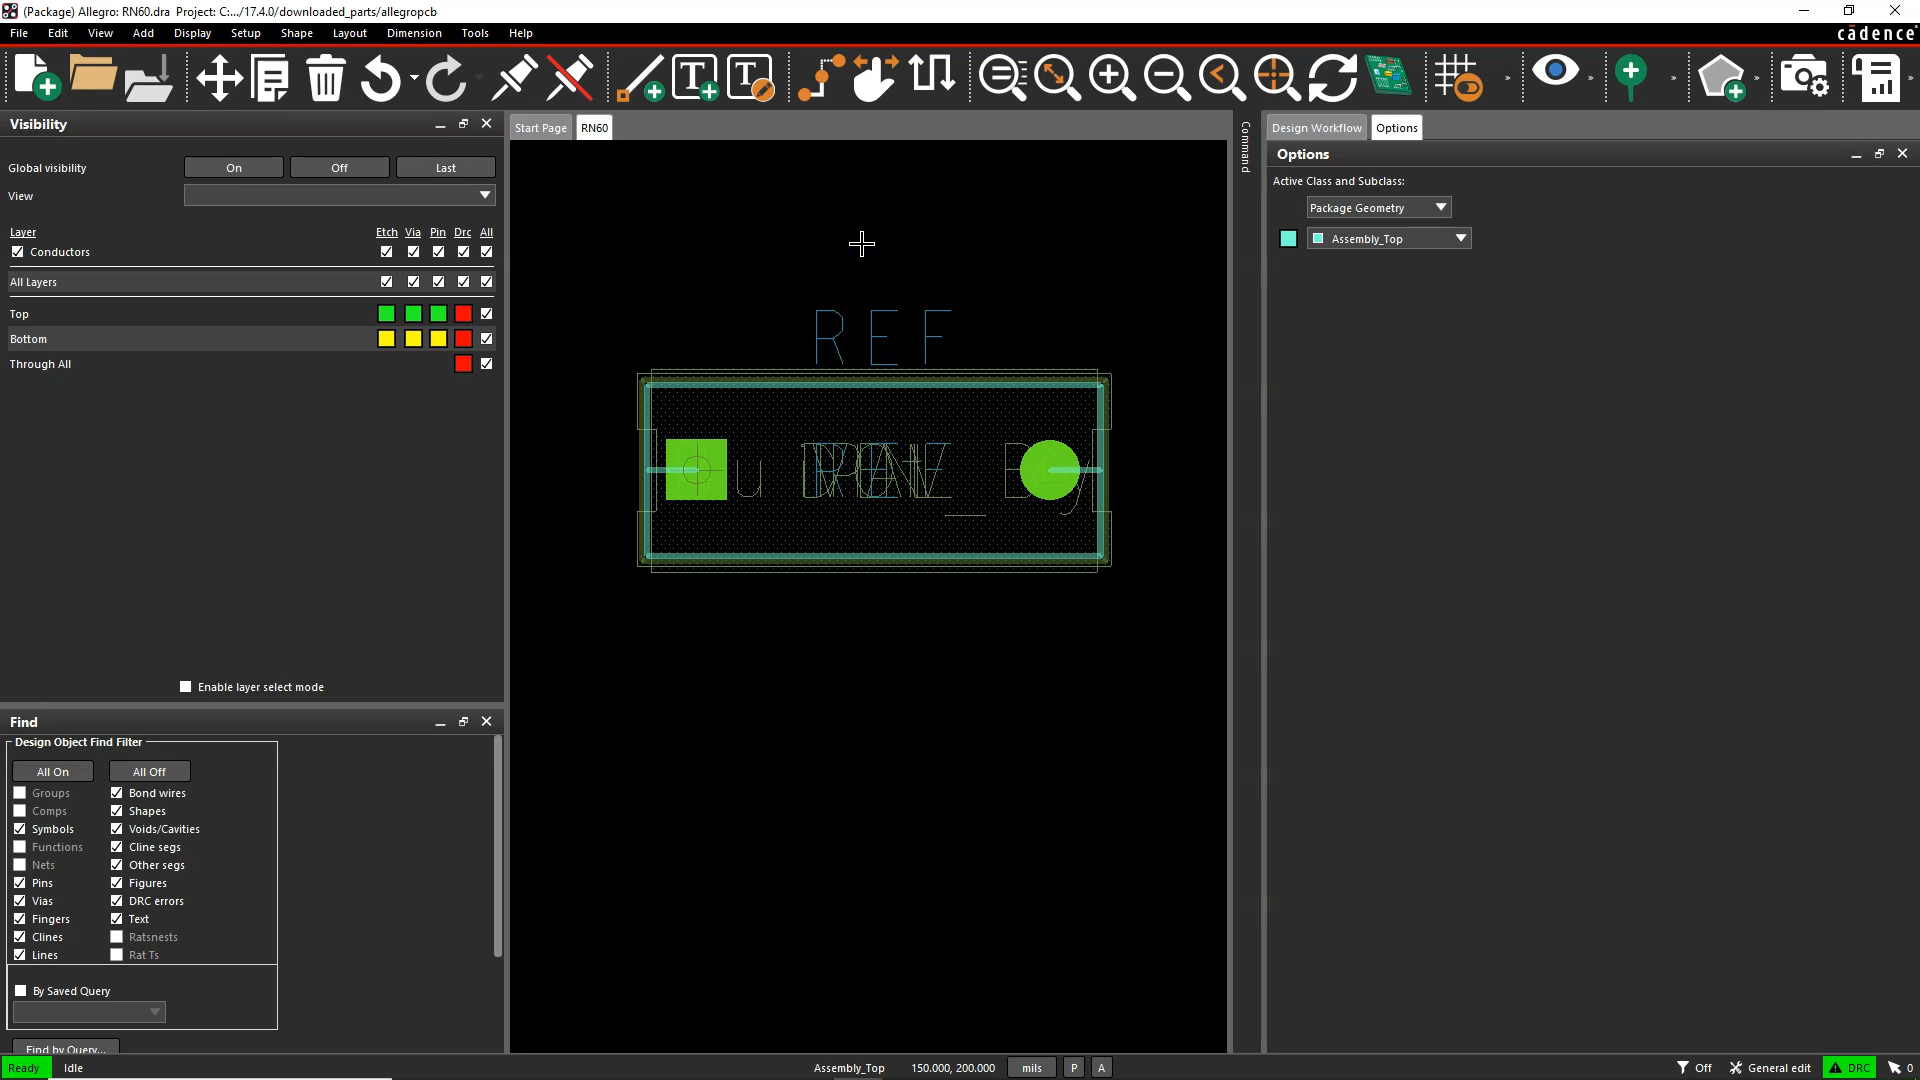 (Package) Allegro: RN60.dra Project: C:.../17.4.0/downloaded_parts/allegropcb
File Edit View Add Display Setup Shape Layout Dimension Tools Help
cadence
Visibility
Global visibility On Off Last
View
Layer Etch Via Pin Drc All
Conductors
All Layers
Top
Bottom
Through All
Enable layer select mode
Find
Design Object Find Filter
All On All Off
Groups Bond wires
Comps Shapes
Symbols Voids/Cavities
Functions Cline segs
Nets Other segs
Pins Figures
Vias DRC errors
Fingers Text
Clines Ratsnests
Lines Rat Ts
By Saved Query
Find by Query...
Start Page RN60
REF
Command
Design Workflow Options
Options
Active Class and Subclass:
Package Geometry
Assembly_Top
Ready Idle Assembly_Top 150.000, 200.000 mils P A Off General edit DRC 0